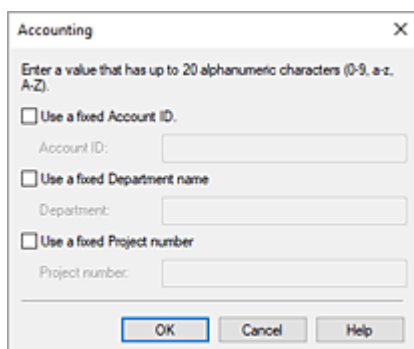 Accounting
Enter a value that has up to 20 alphanumeric characters (0-9, a-z,
A-Z).
Use a fixed Account ID.
Account ID:
Use a fixed Department name
Department:
Use a fixed Project number
Project number:
OK Cancel Help